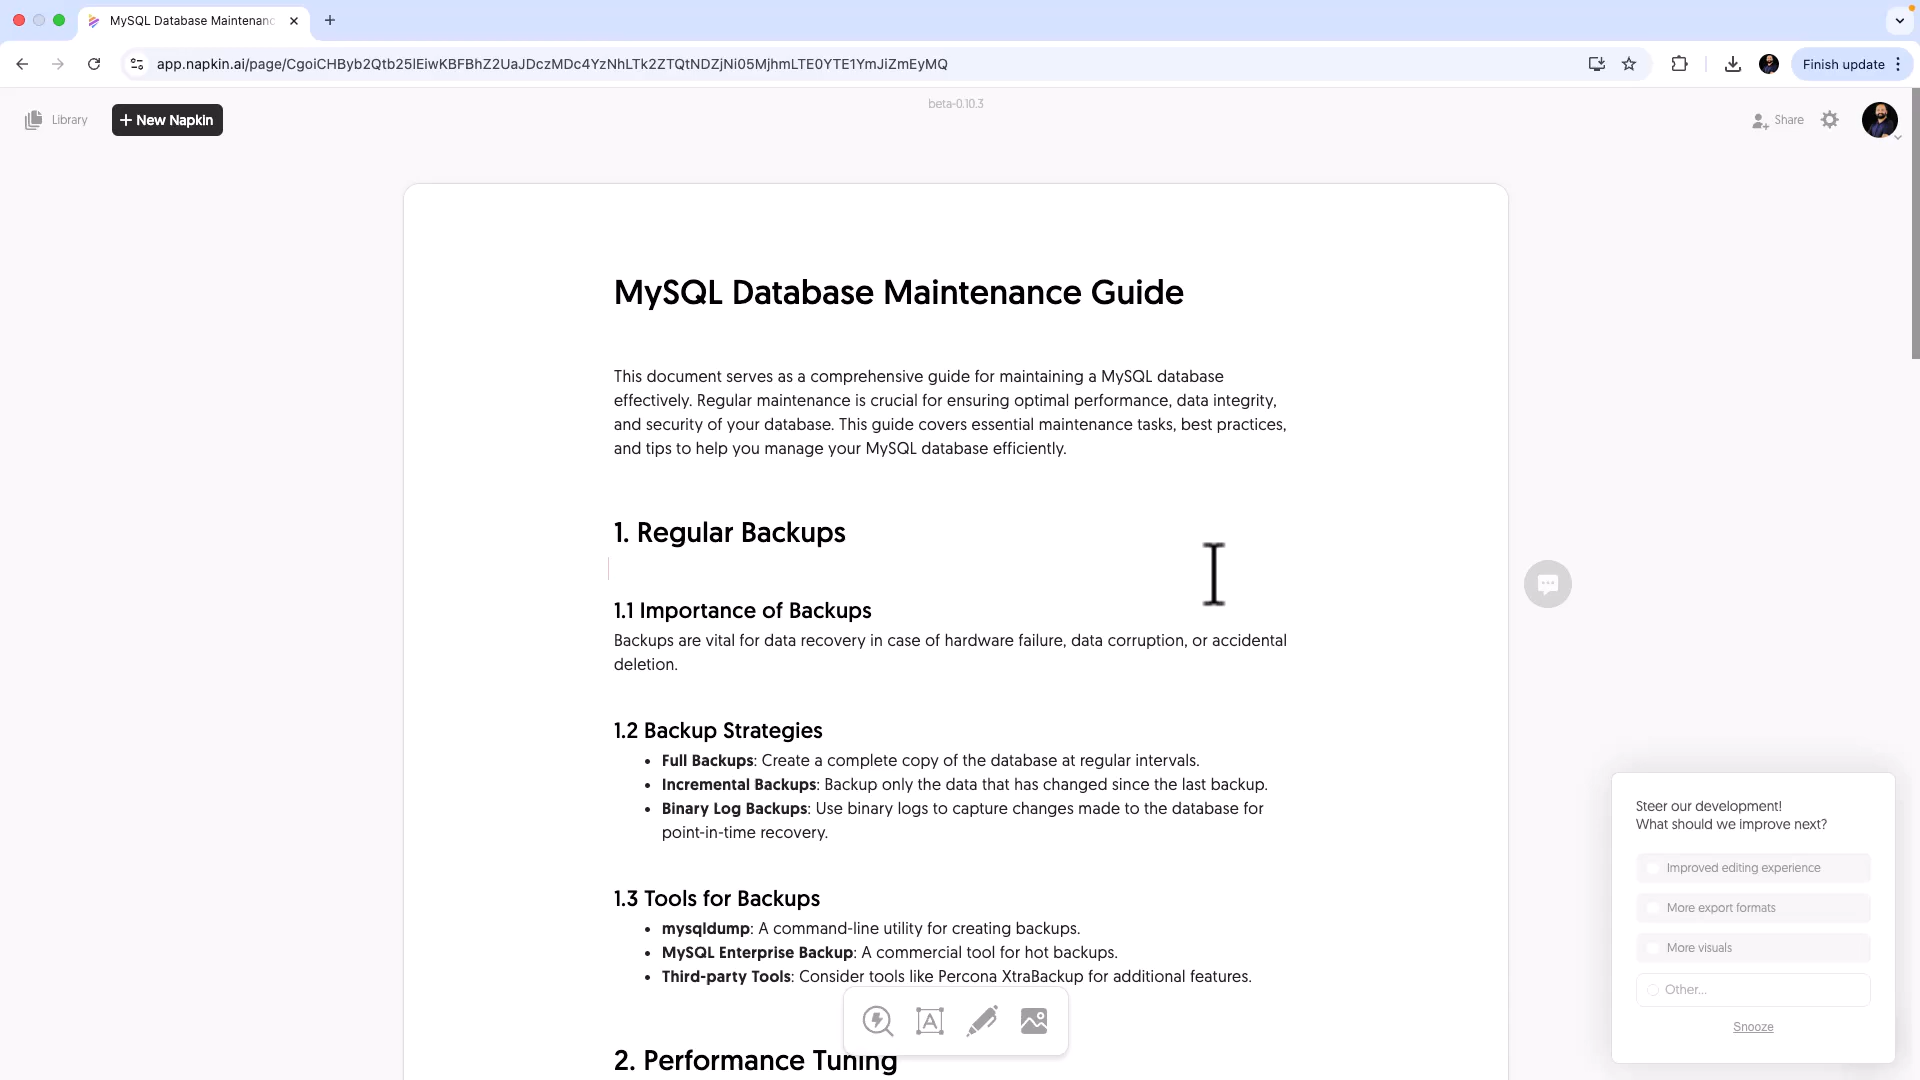 MySQL Database Maintenanc
app.napkin.ai/page/CgoiCHByb2Qtb25lEiwKBFBhZ2UaJDczMDc4YzNhLTk2ZTQtNDZjNi05MjhmLTE0YTE1YmJiZmEyMQ
Finish update
Library
+ New Napkin
beta-0.10.3
Share
MySQL Database Maintenance Guide
This document serves as a comprehensive guide for maintaining a MySQL database
effectively. Regular maintenance is crucial for ensuring optimal performance, data integrity,
and security of your database. This guide covers essential maintenance tasks, best practices,
and tips to help you manage your MySQL database efficiently.
1. Regular Backups
1.1 Importance of Backups
Backups are vital for data recovery in case of hardware failure, data corruption, or accidental
deletion.
1.2 Backup Strategies
• Full Backups: Create a complete copy of the database at regular intervals.
• Incremental Backups: Backup only the data that has changed since the last backup.
• Binary Log Backups: Use binary logs to capture changes made to the database for
point-in-time recovery.
1.3 Tools for Backups
• mysqldump: A command-line utility for creating backups.
• MySQL Enterprise Backup: A commercial tool for hot backups.
• Third-party Tools: Consider tools like Percona XtraBackup for additional features.
A
2. Performance Tuning
Steer our development!
What should we improve next?
Improved editing experience
More export formats
More visuals
Other...
Snooze